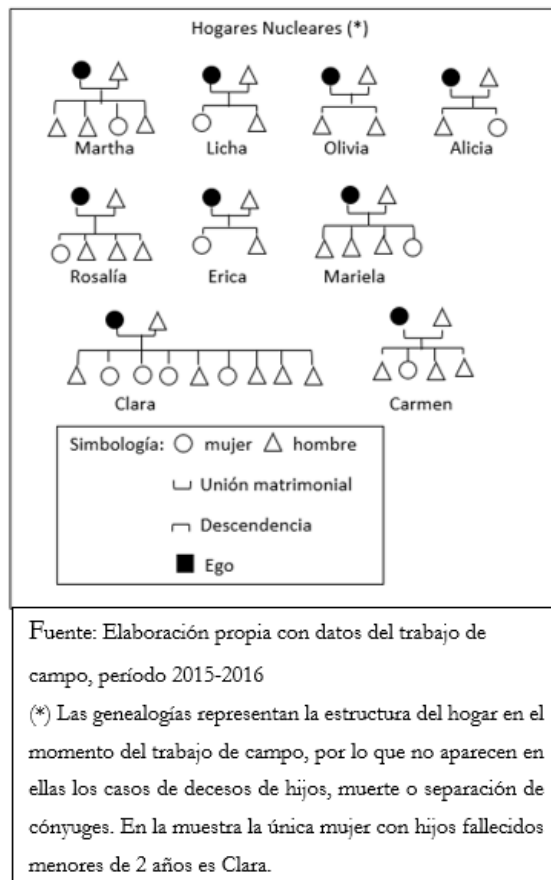 Hogares Nucleares (*)
Martha Licha Olivia Alicia
Rosalía Erica Mariela
Clara Carmen
Simbología: mujer hombre
Unión matrimonial
Descendencia
Ego
Fuente: Elaboración propia con datos del trabajo de
campo, período 2015-2016
(*) Las genealogías representan la estructura del hogar en el
momento del trabajo de campo, por lo que no aparecen en
ellas los casos de decesos de hijos, muerte o separación de
cónyuges. En la muestra la única mujer con hijos fallecidos
menores de 2 años es Clara.